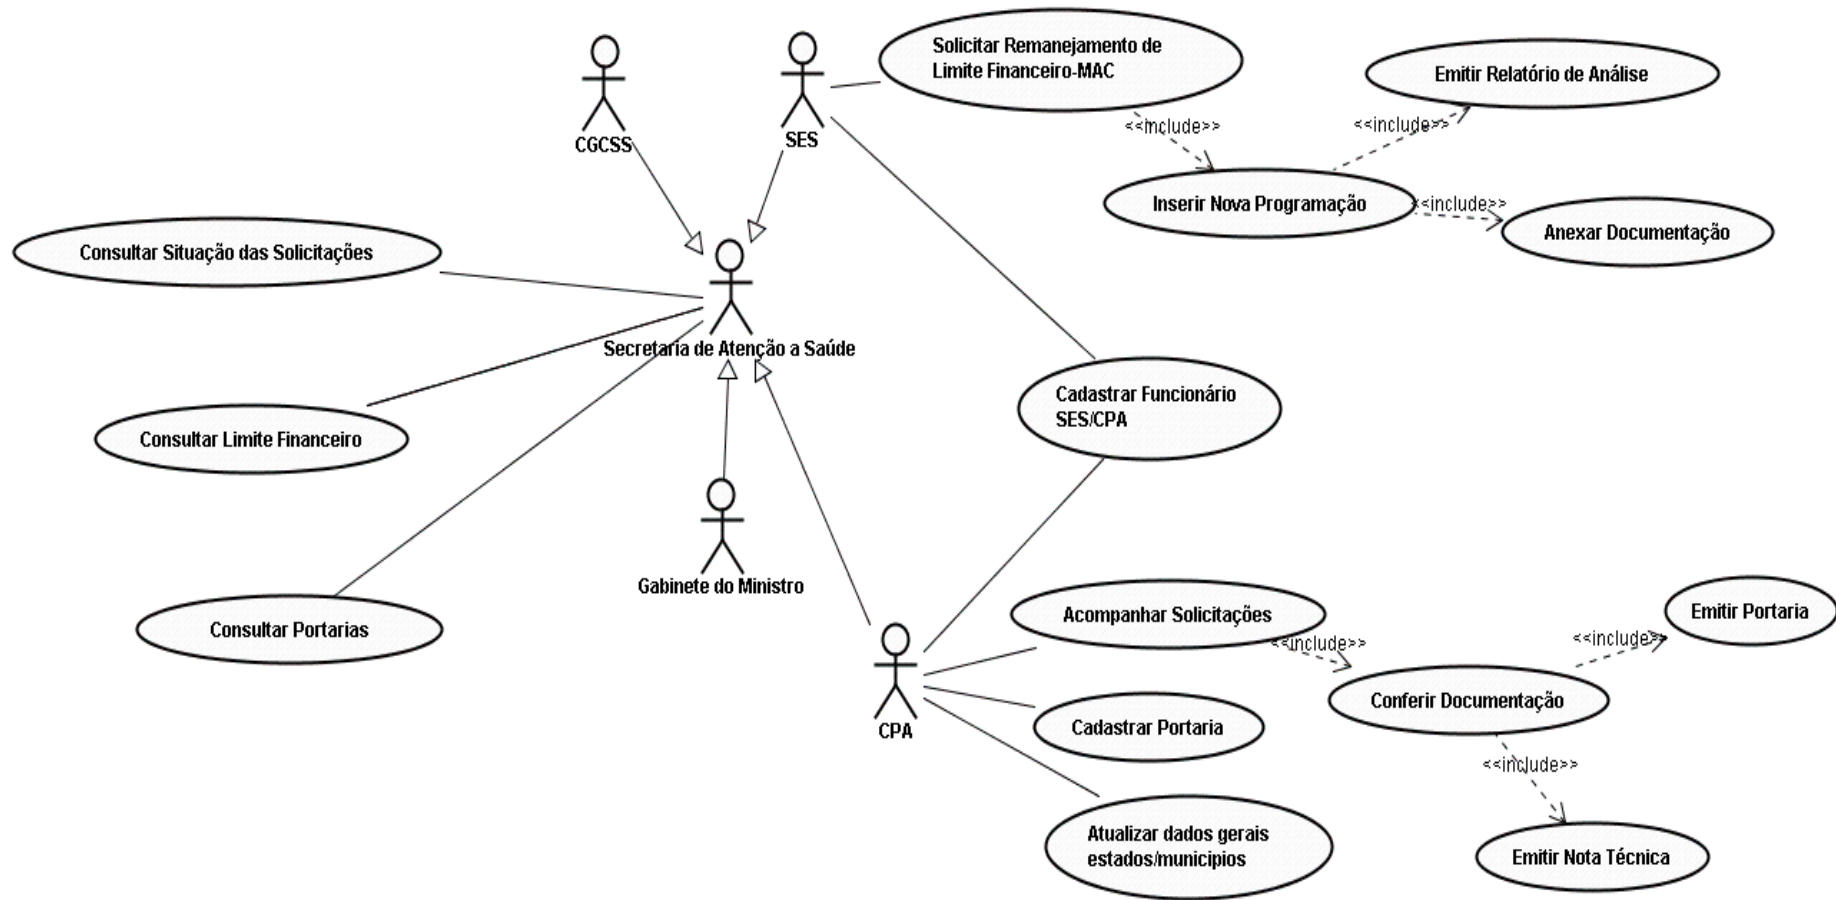 Solicitar Remanejamento de
Limite Financeiro-MAC
Emitir Relatório de Análise
<<include>>
<<include>>
CGCSS
SES
Inserir Nova Programação
<<include>>
Anexar Documentação
Consultar Situação das Solicitações
Secretaria de Atenção a Saúde
Cadastrar Funcionário
SES/CPA
Consultar Limite Financeiro
Gabinete do Ministro
Consultar Portarias
Acompanhar Solicitações
Emitir Portaria
<<include>>
<<include>>
Conferir Documentação
CPA
Cadastrar Portaria
<<include>>
Atualizar dados gerais
estados/municipios
Emitir Nota Técnica